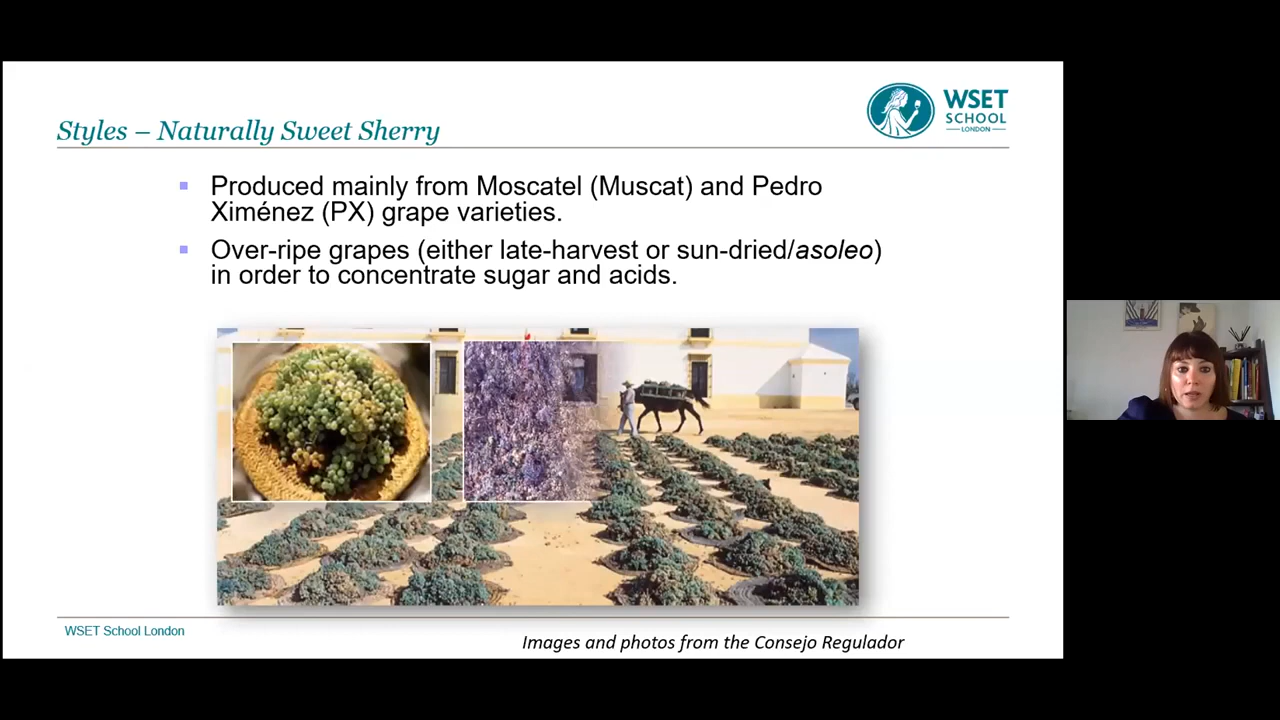 WSET
SCHOOL
LONDON
Styles – Naturally Sweet Sherry
Produced mainly from Moscatel (Muscat) and Pedro
Ximénez (PX) grape varieties.
Over-ripe grapes (either late-harvest or sun-dried/asoleo)
in order to concentrate sugar and acids.
WSET School London
Images and photos from the Consejo Regulador